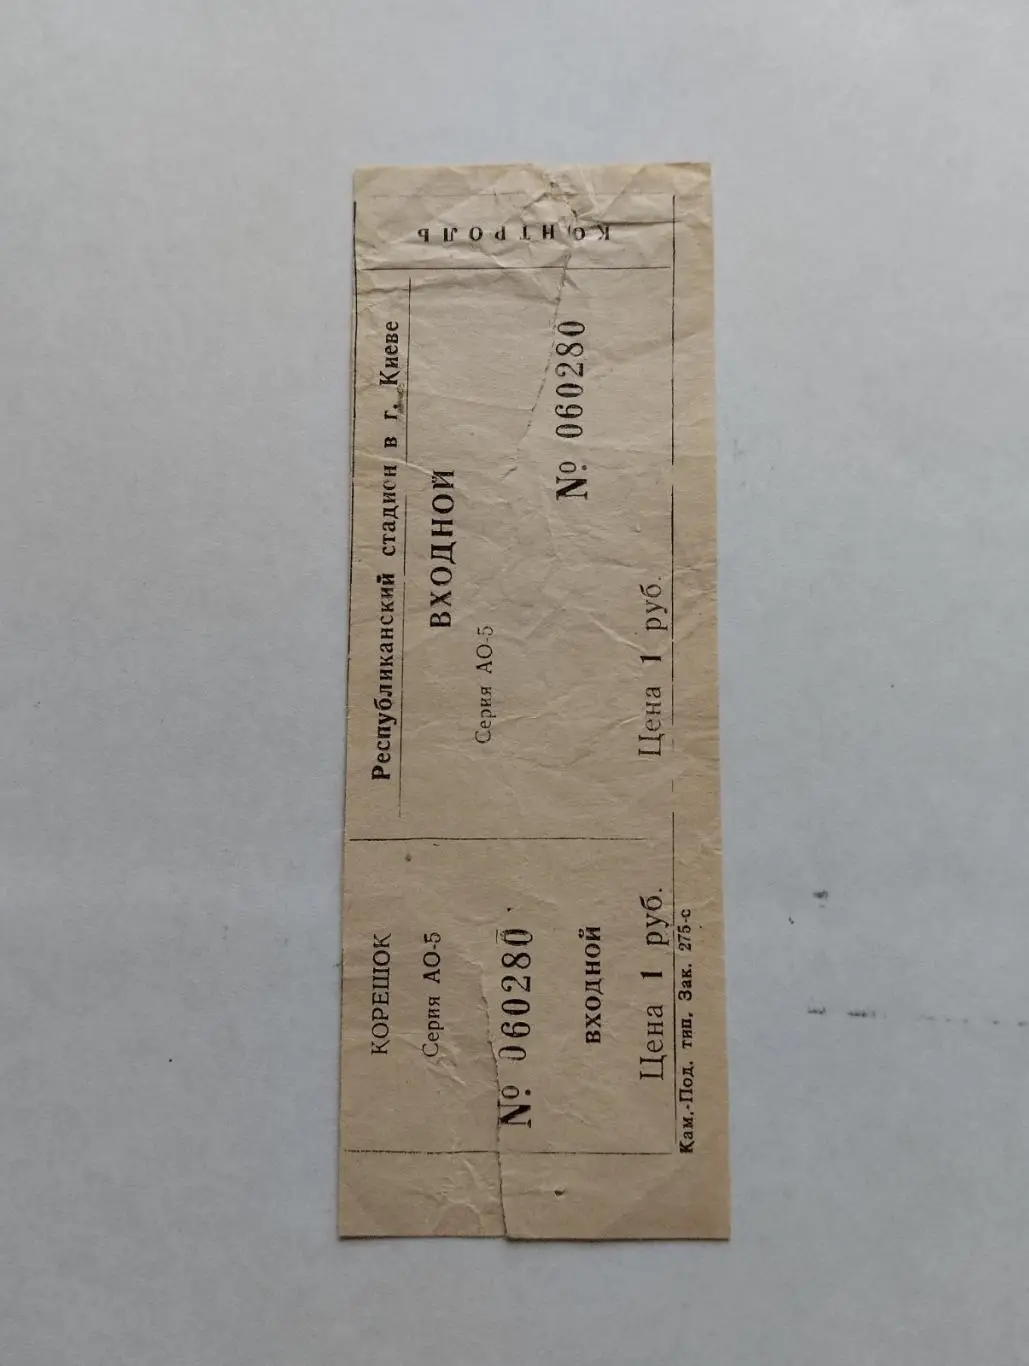 КОРЕШОК
Серия АО-5
№ 060280
ВХОДНОЙ
Цена 1 руб.
Кам.-Под. тип. Зак. 275-с
Республиканский стадион в г. Киеве
ВХОДНОЙ
Серия АО-5
№ 060280
Цена 1 руб.
КОНТРОЛЬ